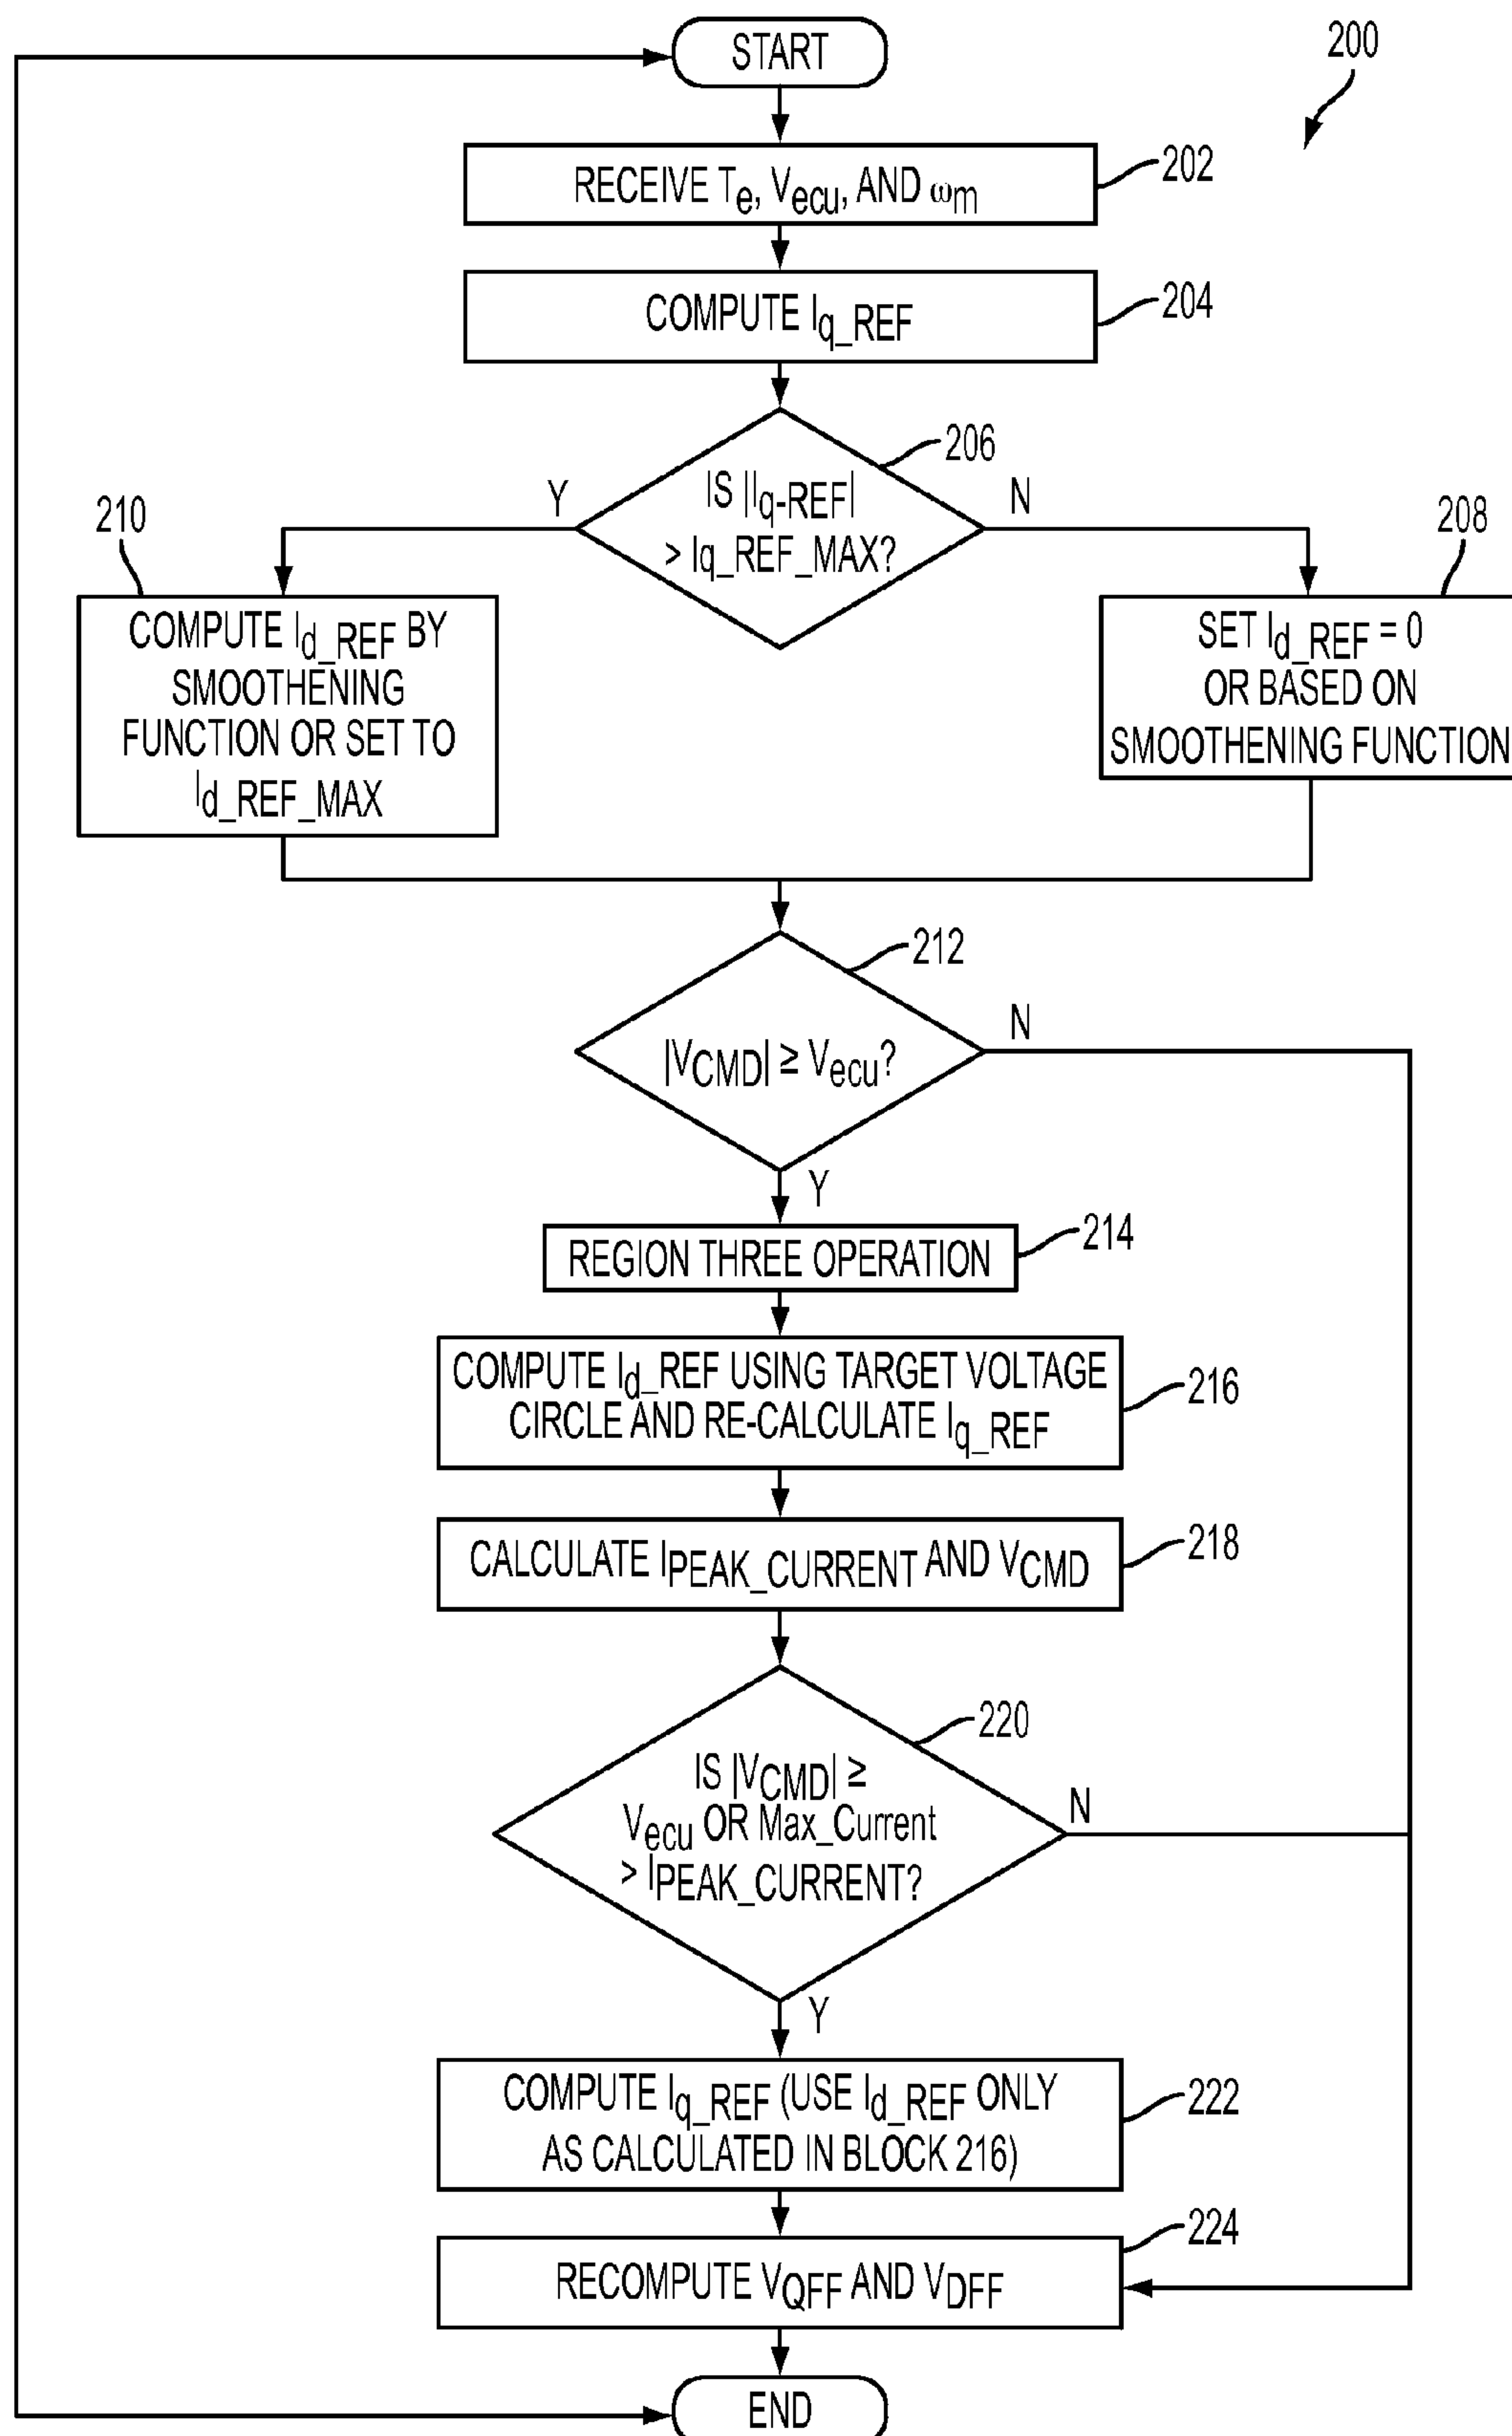 START
200
RECEIVE Te, Vecu, AND ωm
202
COMPUTE Iq_REF
204
206
IS |Iq-REF|
> Iq_REF_MAX?
Y
N
210
COMPUTE Id_REF BY
SMOOTHENING
FUNCTION OR SET TO
Id_REF_MAX
208
SET Id_REF = 0
OR BASED ON
SMOOTHENING FUNCTION
212
|VCMD| ≥ Vecu?
N
Y
REGION THREE OPERATION
214
COMPUTE Id_REF USING TARGET VOLTAGE
CIRCLE AND RE-CALCULATE Iq_REF
216
CALCULATE IPEAK_CURRENT AND VCMD
218
220
IS |VCMD| ≥
Vecu OR Max_Current
> IPEAK_CURRENT?
N
Y
COMPUTE Iq_REF (USE Id_REF ONLY
AS CALCULATED IN BLOCK 216)
222
224
RECOMPUTE VQFF AND VDFF
END